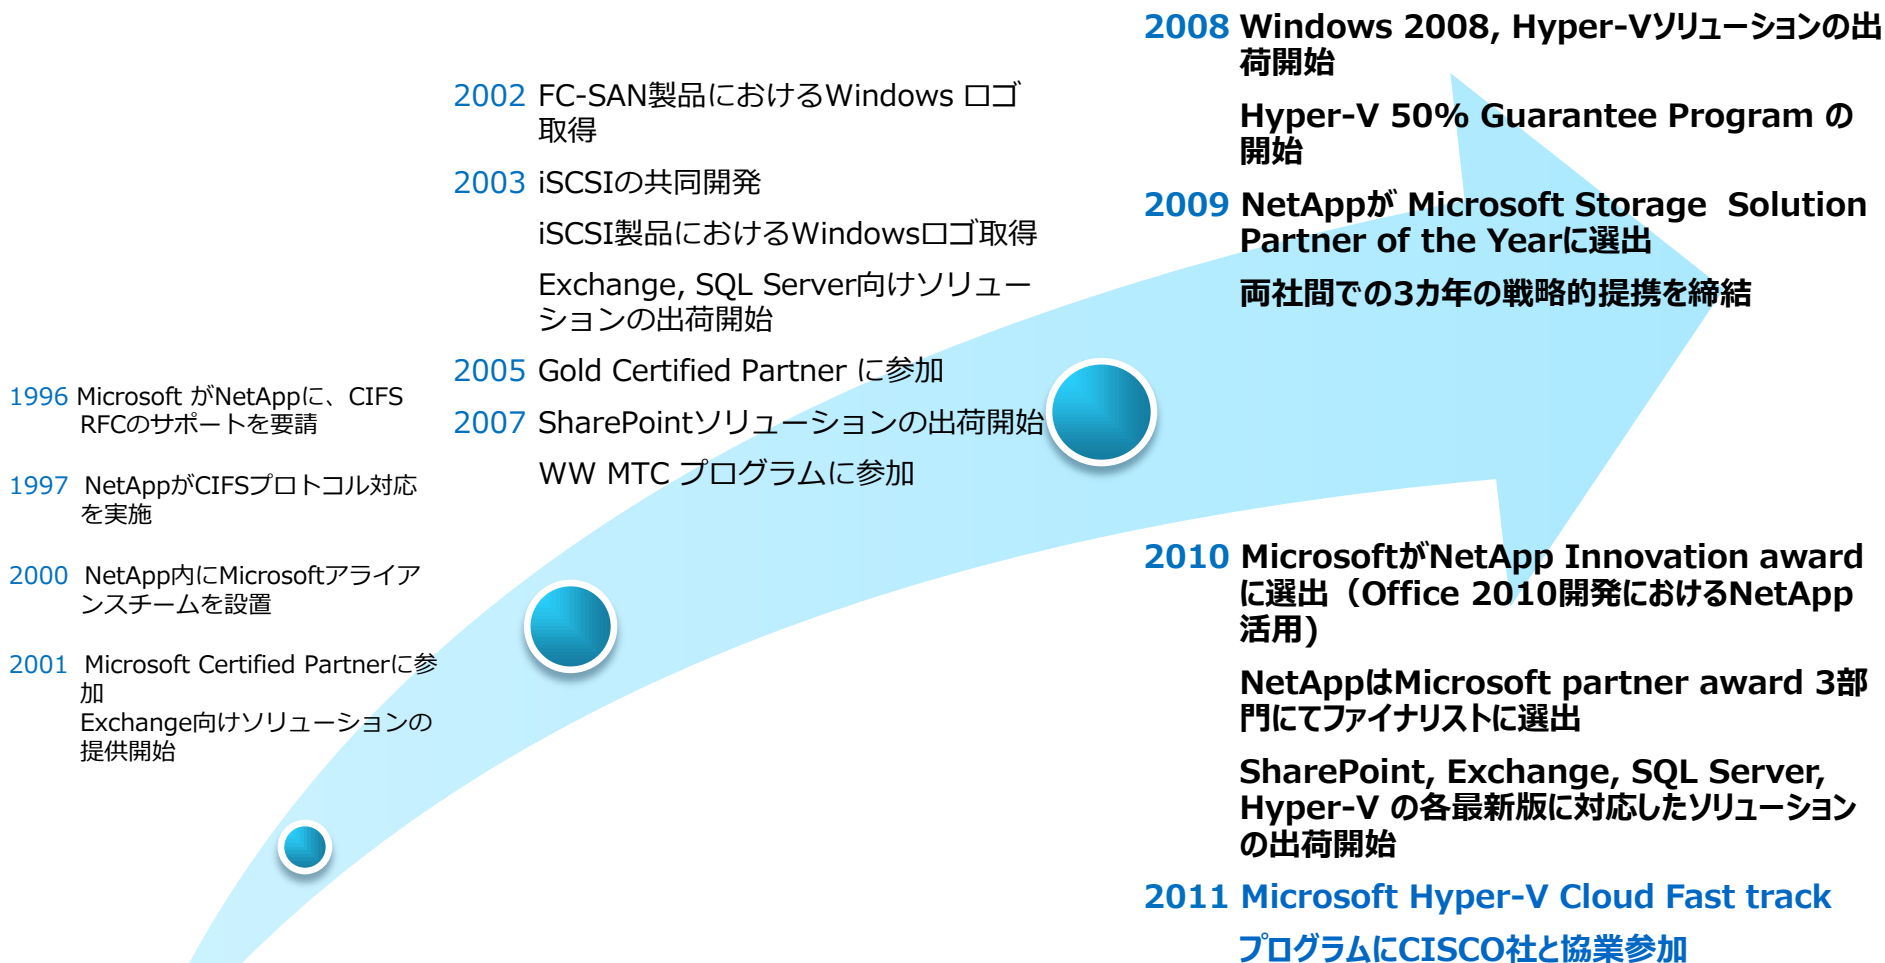 1996 Microsoft がNetAppに、CIFS
RFCのサポートを要請
1997 NetAppがCIFSプロトコル対応
を実施
2000 NetApp内にMicrosoftアライア
ンスチームを設置
2001 Microsoft Certified Partnerに参
加
Exchange向けソリューションの
提供開始
2002 FC-SAN製品におけるWindows ロゴ
取得
2003 iSCSIの共同開発
iSCSI製品におけるWindowsロゴ取得
Exchange, SQL Server向けソリュー
ションの出荷開始
2005 Gold Certified Partner に参加
2007 SharePointソリューションの出荷開始
WW MTC プログラムに参加
2008 Windows 2008, Hyper-Vソリューションの出
荷開始
Hyper-V 50% Guarantee Program の
開始
2009 NetAppが Microsoft Storage Solution
Partner of the Yearに選出
両社間での3カ年の戦略的提携を締結
2010 MicrosoftがNetApp Innovation award
に選出（Office 2010開発におけるNetApp
活用)
NetAppはMicrosoft partner award 3部
門にてファイナリストに選出
SharePoint, Exchange, SQL Server,
Hyper-V の各最新版に対応したソリューション
の出荷開始
2011 Microsoft Hyper-V Cloud Fast track
プログラムにCISCO社と協業参加